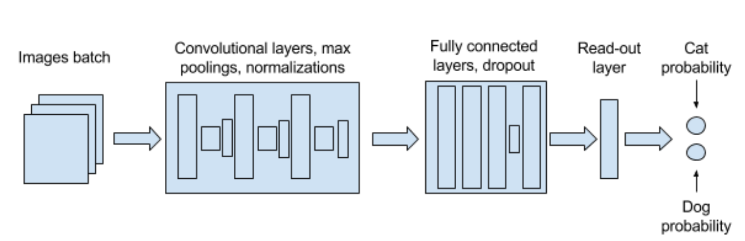 Images batch
Convolutional layers, max
poolings, normalizations
Fully connected
layers, dropout
Read-out
layer
Cat
probability
Dog
probability